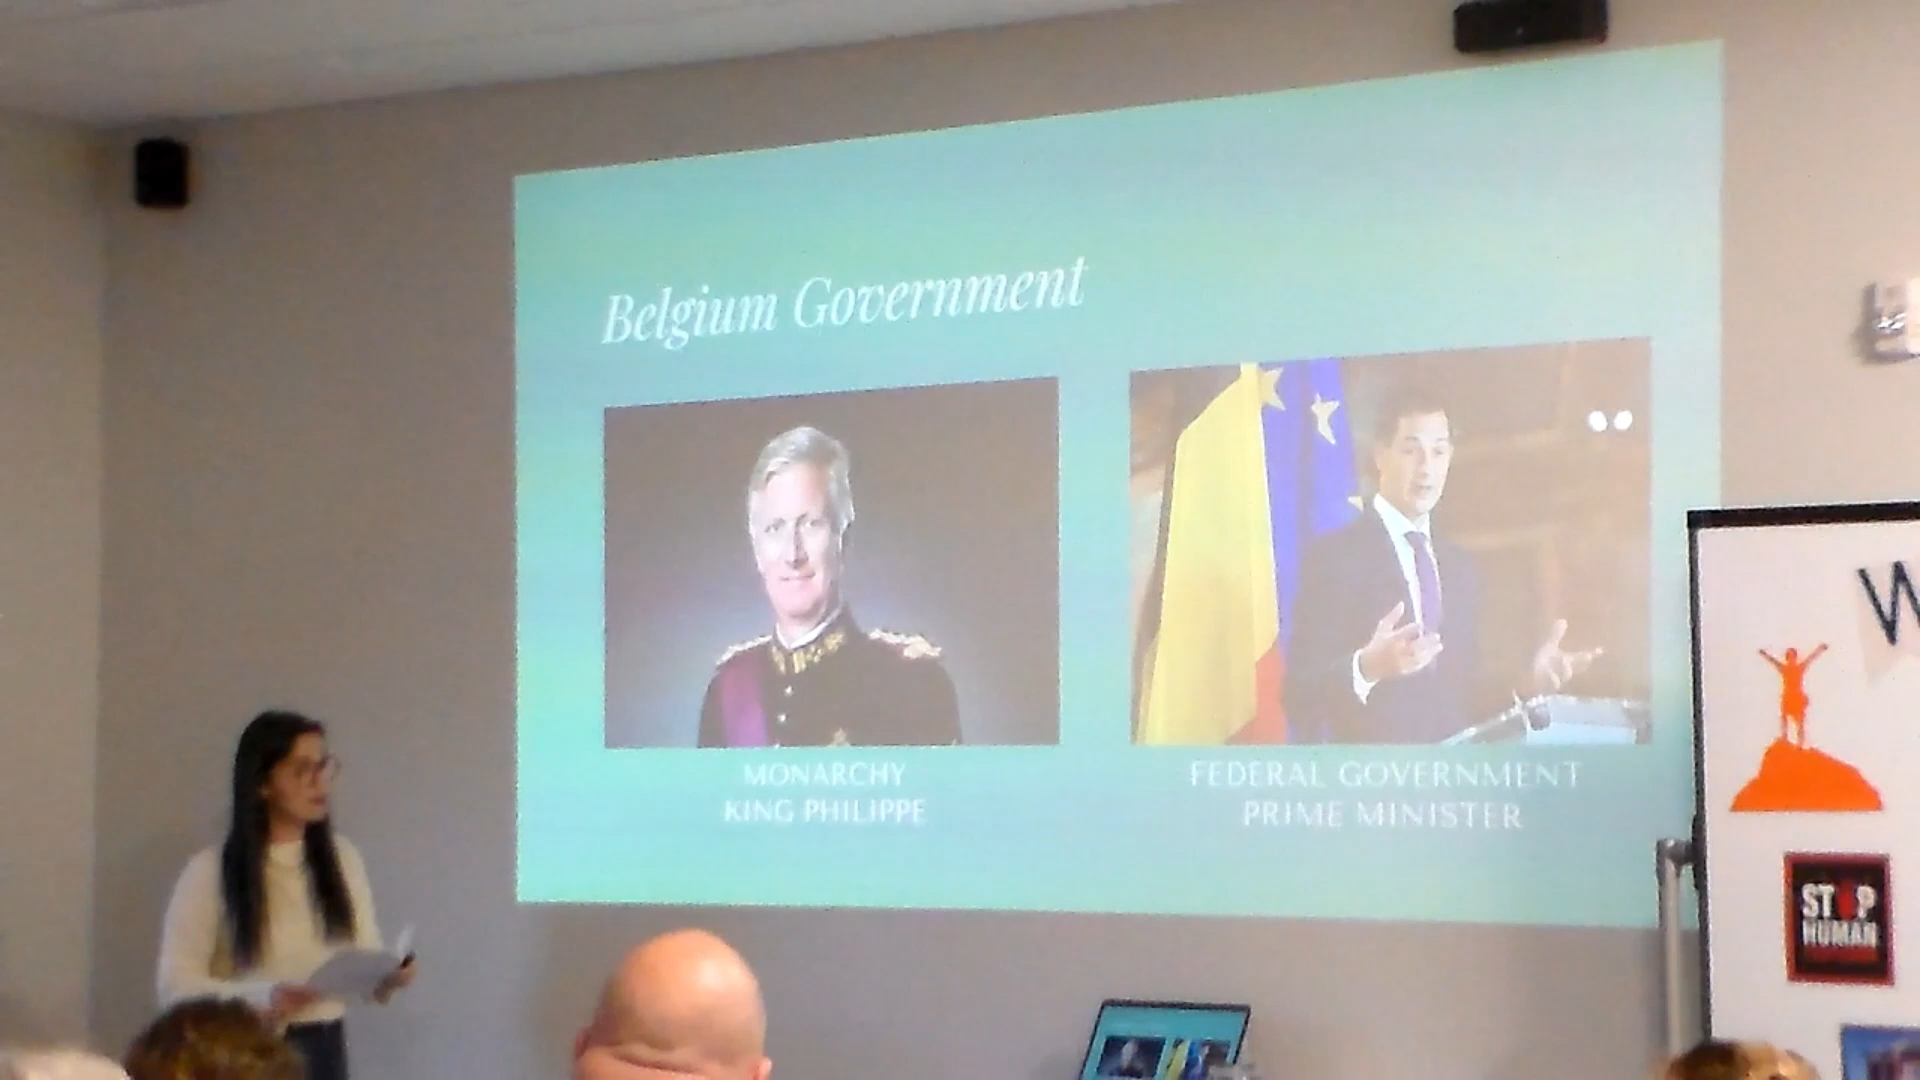 Belgium Government
MONARCHY
KING PHILIPPE
FEDERAL GOVERNMENT
PRIME MINISTER
W
STOP
HUMAN